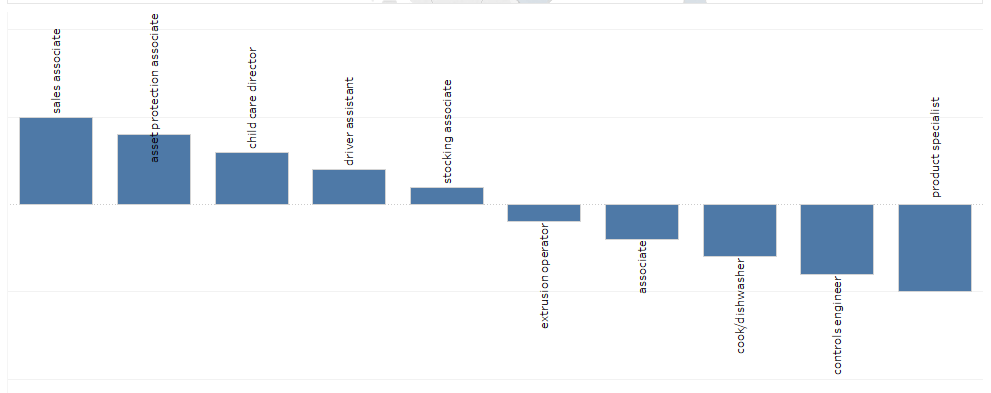 sales associate
asset protection associate
child care director
driver assistant
stocking associate
extrusion operator
associate
cook/dishwasher
controls engineer
product specialist